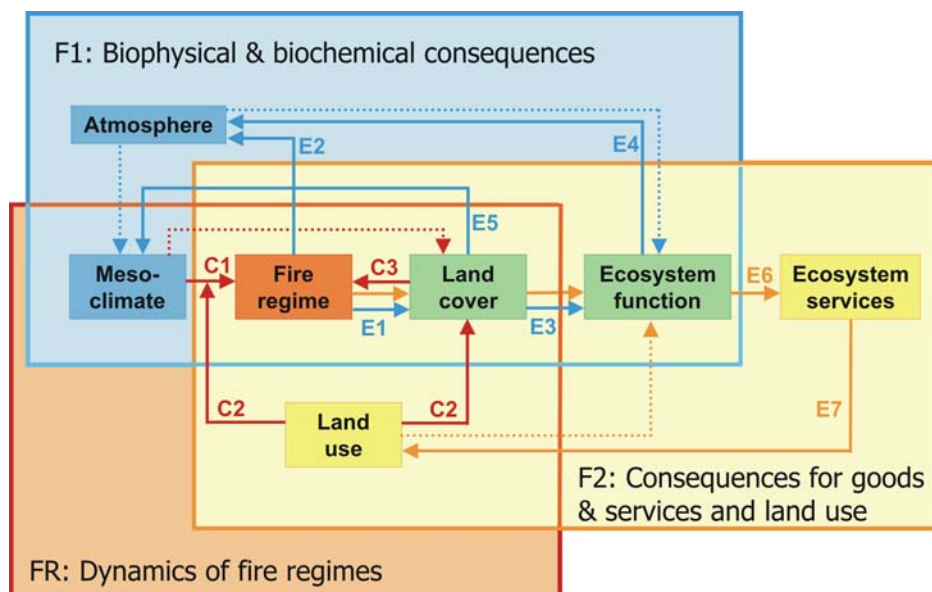 F1: Biophysical & biochemical consequences
Atmosphere
E2
E4
E5
Meso-
climate
C1
Fire
regime
C3
E1
Land
cover
E3
Ecosystem
function
E6
Ecosystem
services
C2
Land
use
C2
E7
F2: Consequences for goods
& services and land use
FR: Dynamics of fire regimes